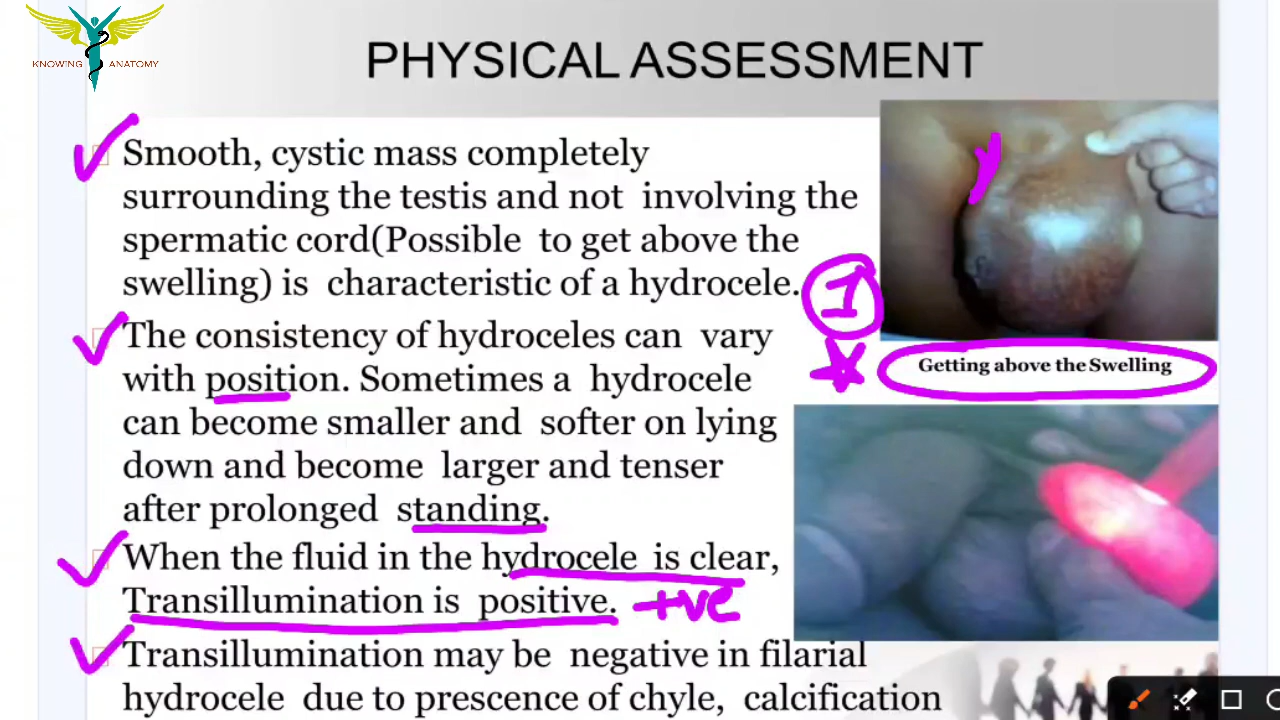 KNOWING ANATOMY
PHYSICAL ASSESSMENT
Smooth, cystic mass completely
surrounding the testis and not involving the
spermatic cord(Possible to get above the
swelling) is characteristic of a hydrocele.
1
The consistency of hydroceles can vary
with position. Sometimes a hydrocele
can become smaller and softer on lying
down and become larger and tenser
after prolonged standing.
Getting above the Swelling
When the fluid in the hydrocele is clear,
Transillumination is positive. +ve
Transillumination may be negative in filarial
hydrocele due to prescence of chyle, calcification